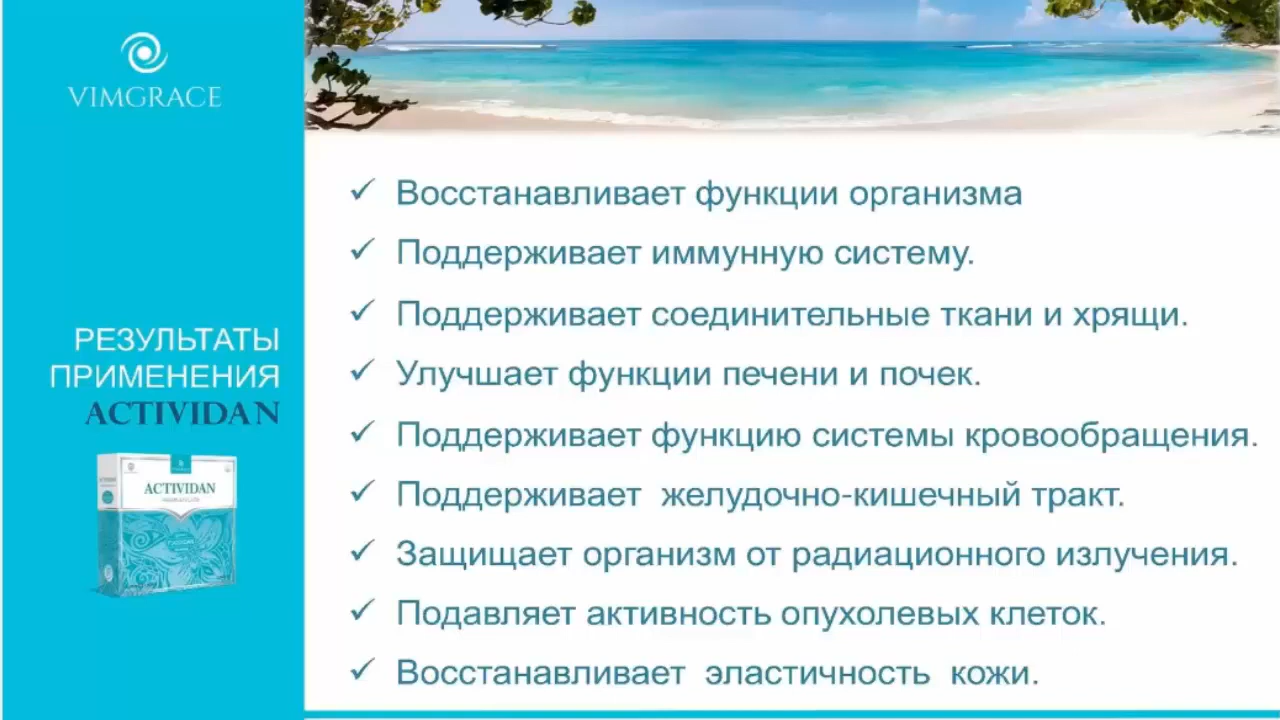 VIMGRACE
РЕЗУЛЬТАТЫ
ПРИМЕНЕНИЯ
ACTIVIDAN
VIMGRACE
ACTIVIDAN
Восстанавливает функции организма
Поддерживает иммунную систему.
Поддерживает соединительные ткани и хрящи.
Улучшает функции печени и почек.
Поддерживает функцию системы кровообращения.
Поддерживает желудочно-кишечный тракт.
Защищает организм от радиационного излучения.
Подавляет активность опухолевых клеток.
Восстанавливает эластичность кожи.